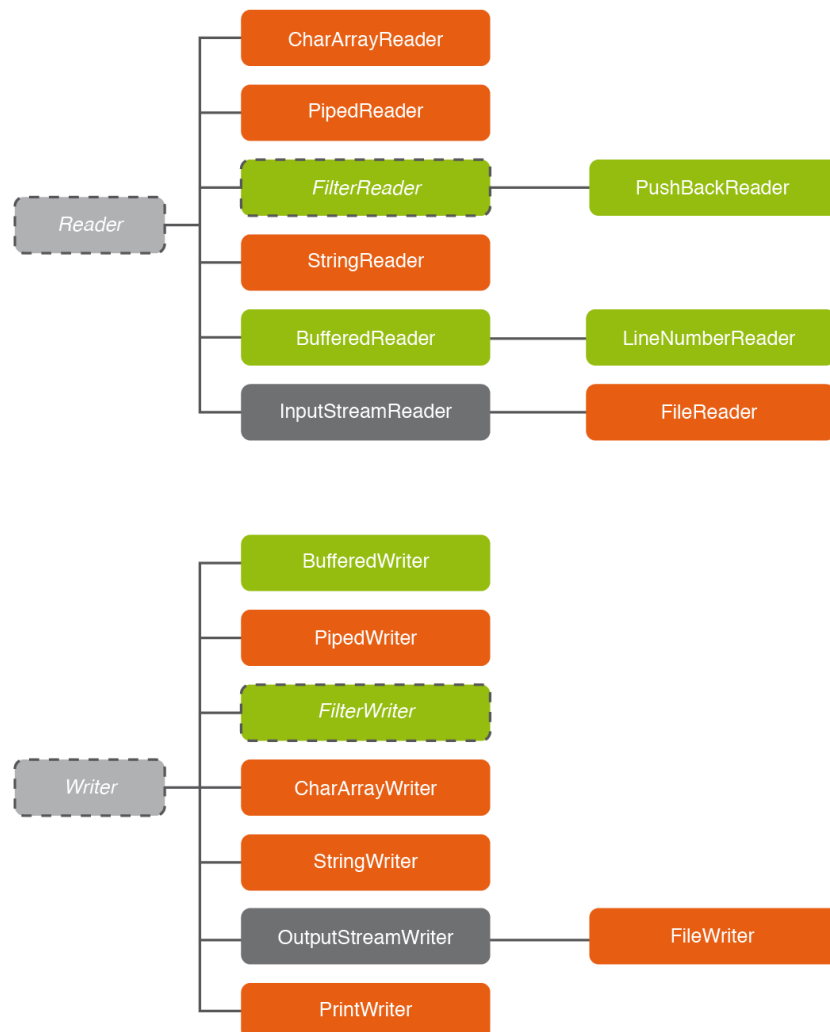 CharArrayReader
PipedReader
FilterReader
PushBackReader
Reader
StringReader
BufferedReader
LineNumberReader
InputStreamReader
FileReader
BufferedWriter
PipedWriter
FilterWriter
Writer
CharArrayWriter
StringWriter
OutputStreamWriter
FileWriter
PrintWriter